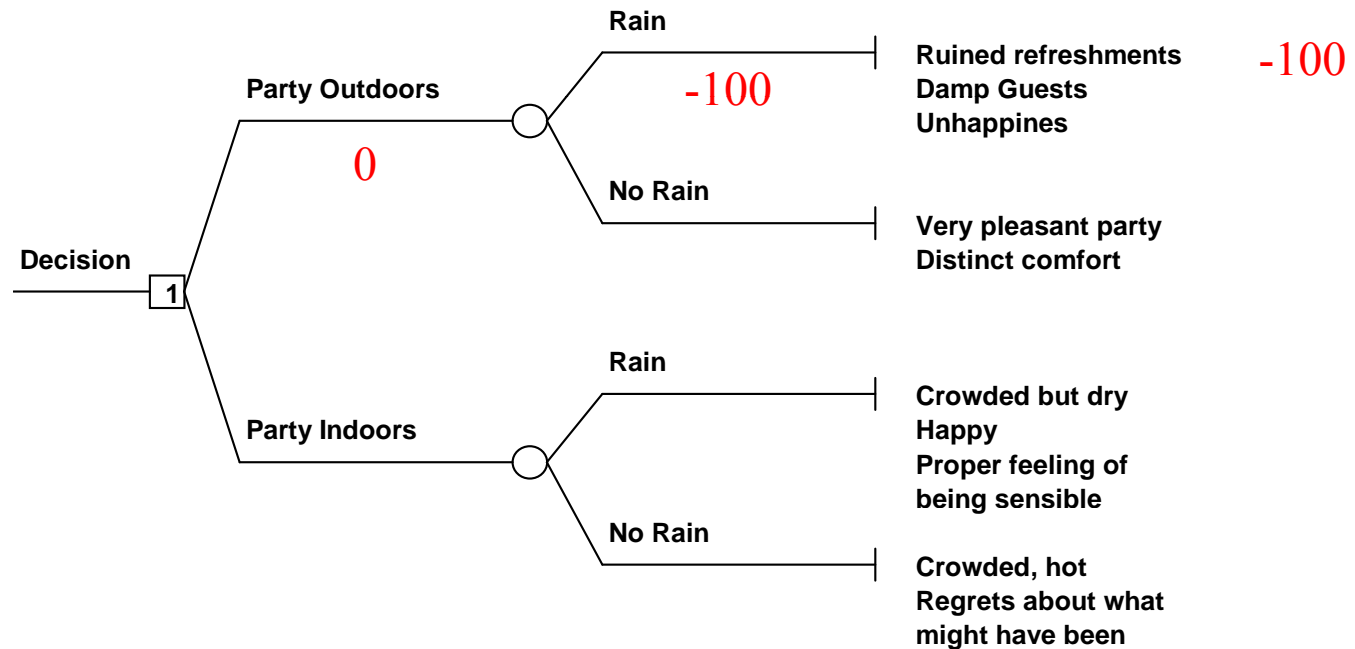 Rain
Ruined refreshments -100
Party Outdoors -100 Damp Guests
Unhappines
0
No Rain
Very pleasant party
Decision Distinct comfort
1
Rain
Crowded but dry
Party Indoors Happy
Proper feeling of
being sensible
No Rain
Crowded, hot
Regrets about what
might have been